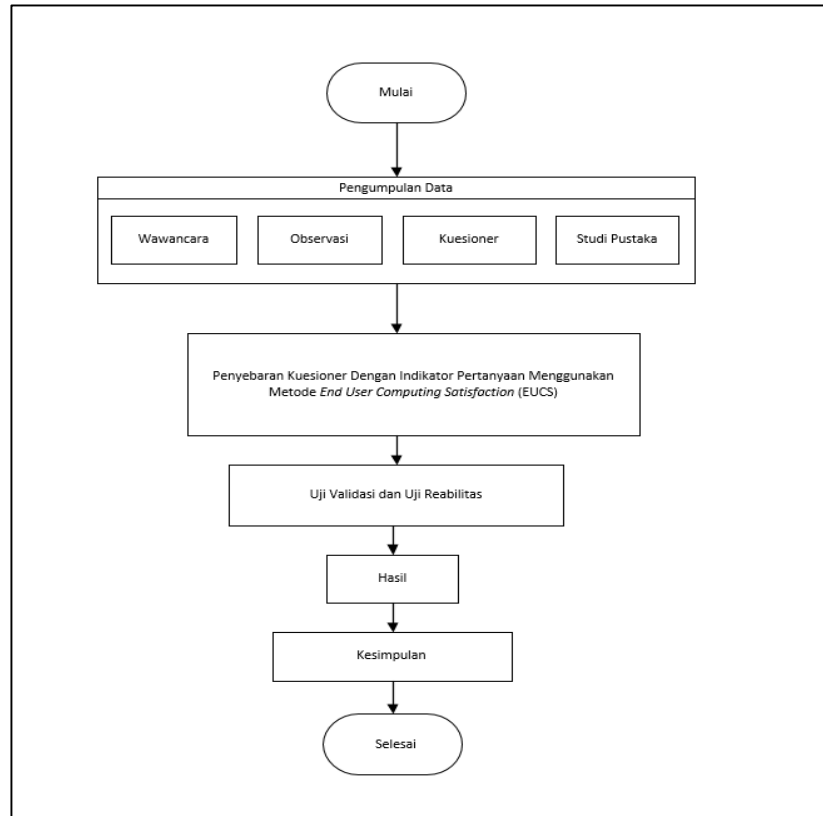 Mulai
Pengumpulan Data
Wawancara
Observasi
Kuesioner
Studi Pustaka
Penyebaran Kuesioner Dengan Indikator Pertanyaan Menggunakan
Metode End User Computing Satisfaction (EUCS)
Uji Validasi dan Uji Reabilitas
Hasil
Kesimpulan
Selesai